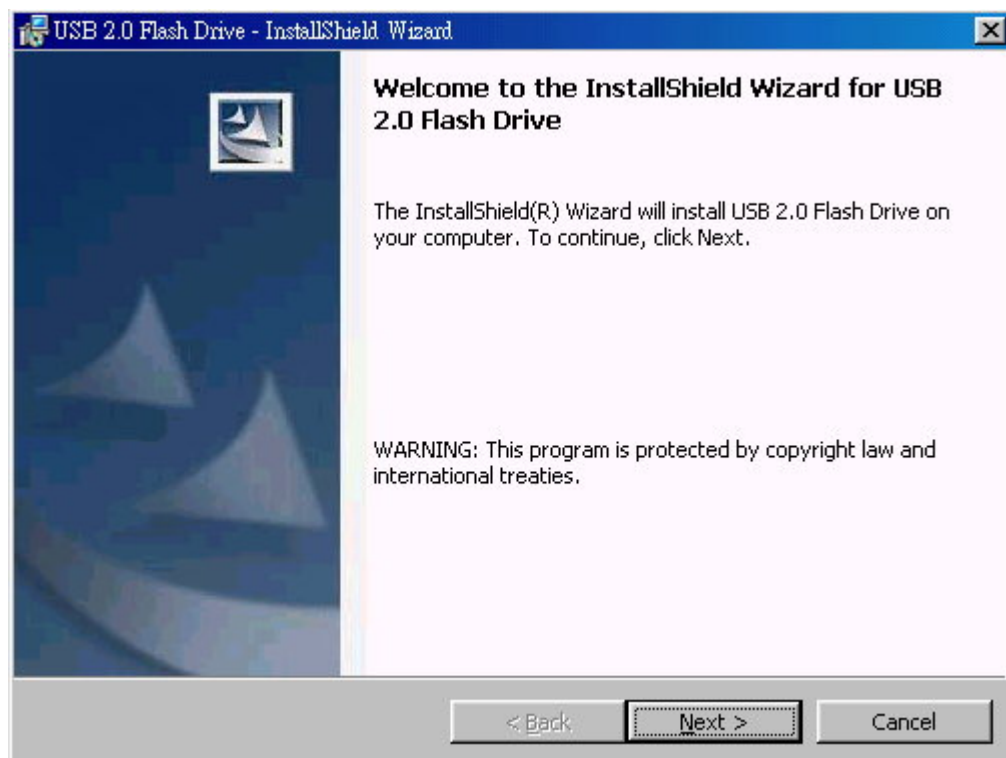 USB 2.0 Flash Drive - InstallShield Wizard
Welcome to the InstallShield Wizard for USB
2.0 Flash Drive
The InstallShield(R) Wizard will install USB 2.0 Flash Drive on
your computer. To continue, click Next.
WARNING: This program is protected by copyright law and
international treaties.
< Back
Next >
Cancel